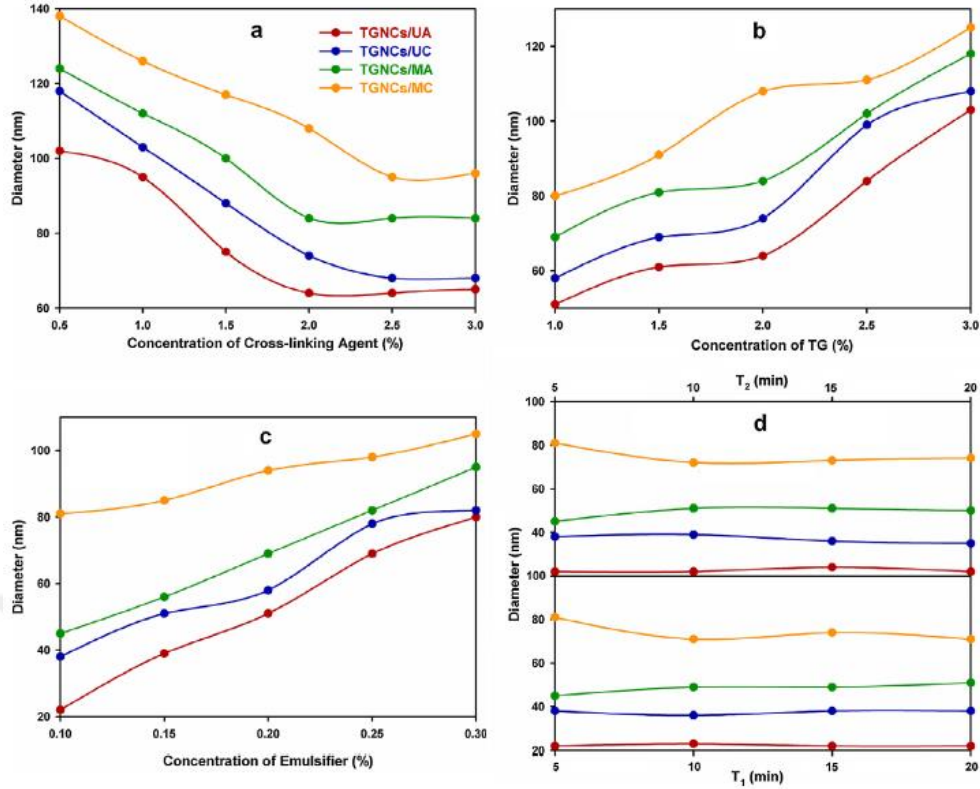 a
TGNCs/UA
TGNCs/UC
TGNCs/MA
TGNCs/MC
140
120
100
80
60
Diameter (nm)
0.5 1.0 1.5 2.0 2.5 3.0
Concentration of Cross-linking Agent (%)
b
120
100
80
60
Diameter (nm)
1.0 1.5 2.0 2.5 3.0
Concentration of TG (%)
c
100
80
60
40
20
Diameter (nm)
0.10 0.15 0.20 0.25 0.30
Concentration of Emulsifier (%)
T2 (min)
5 10 15 20
d
100
80
60
40
100
80
60
40
20
Diameter (nm)
5 10 15 20
T1 (min)